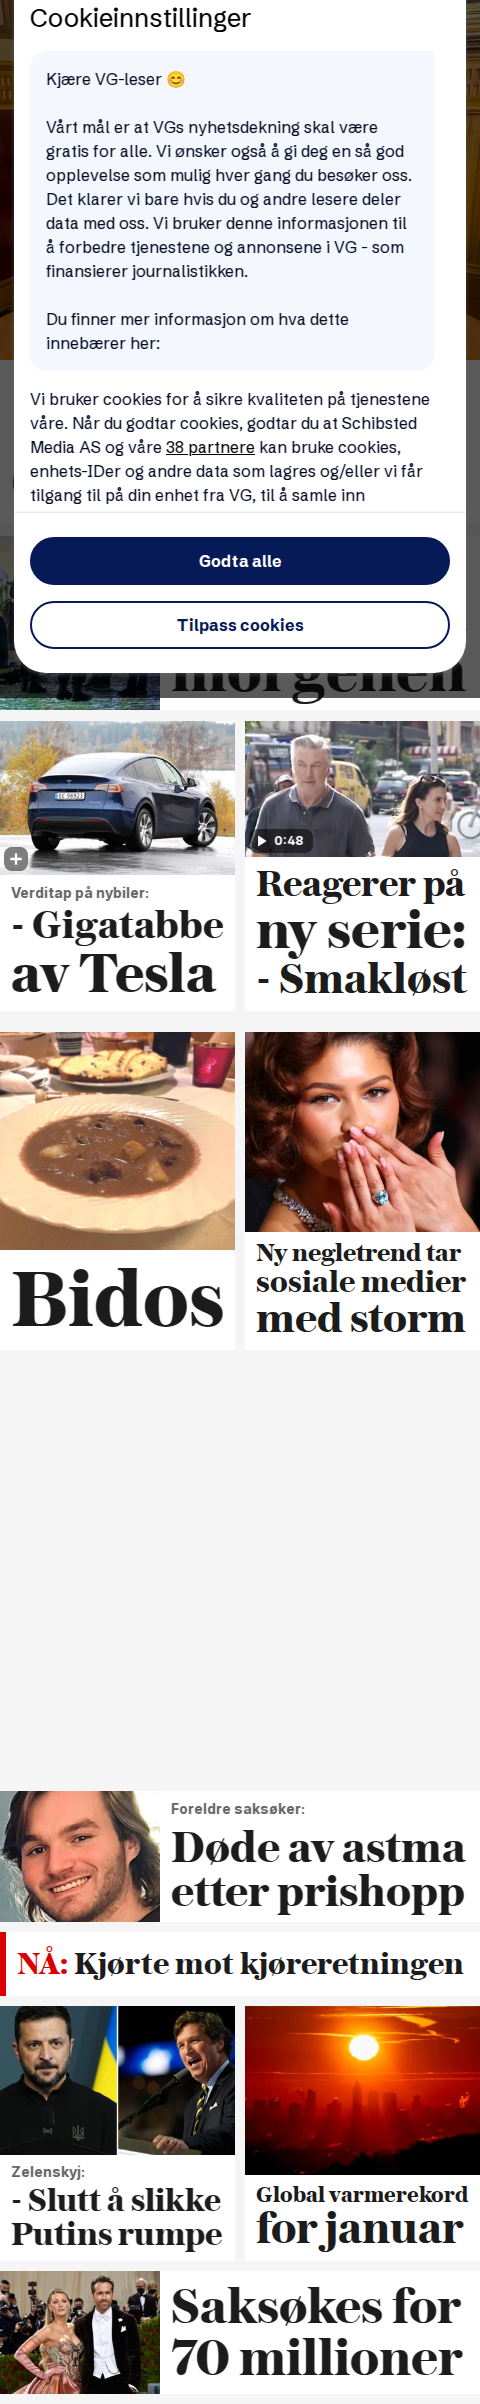 Cookieinnstillinger
Kjære VG-leser 😊
Vårt mål er at VGs nyhetsdekning skal være
gratis for alle. Vi ønsker også å gi deg en så god
opplevelse som mulig hver gang du besøker oss.
Det klarer vi bare hvis du og andre lesere deler
data med oss. Vi bruker denne informasjonen til
å forbedre tjenestene og annonsene i VG - som
finansierer journalistikken.
Du finner mer informasjon om hva dette
innebærer her:
Vi bruker cookies for å sikre kvaliteten på tjenestene
våre. Når du godtar cookies, godtar du at Schibsted
Media AS og våre 38 partnere kan bruke cookies,
enhets-IDer og andre data som lagres og/eller vi får
tilgang til på din enhet fra VG, til å samle inn
Godta alle
Tilpass cookies
morgenen
0:48
Verditap på nybiler:
- Gigatabbe
av Tesla
Reagerer på
ny serie:
- Smakløst
Bidos
Ny negletrend tar
sosiale medier
med storm
Foreldre saksøker:
Døde av astma
etter prishopp
NÅ: Kjørte mot kjøreretningen
Zelenskyj:
- Slutt å slikke
Putins rumpe
Global varmerekord
for januar
Saksøkes for
70 millioner